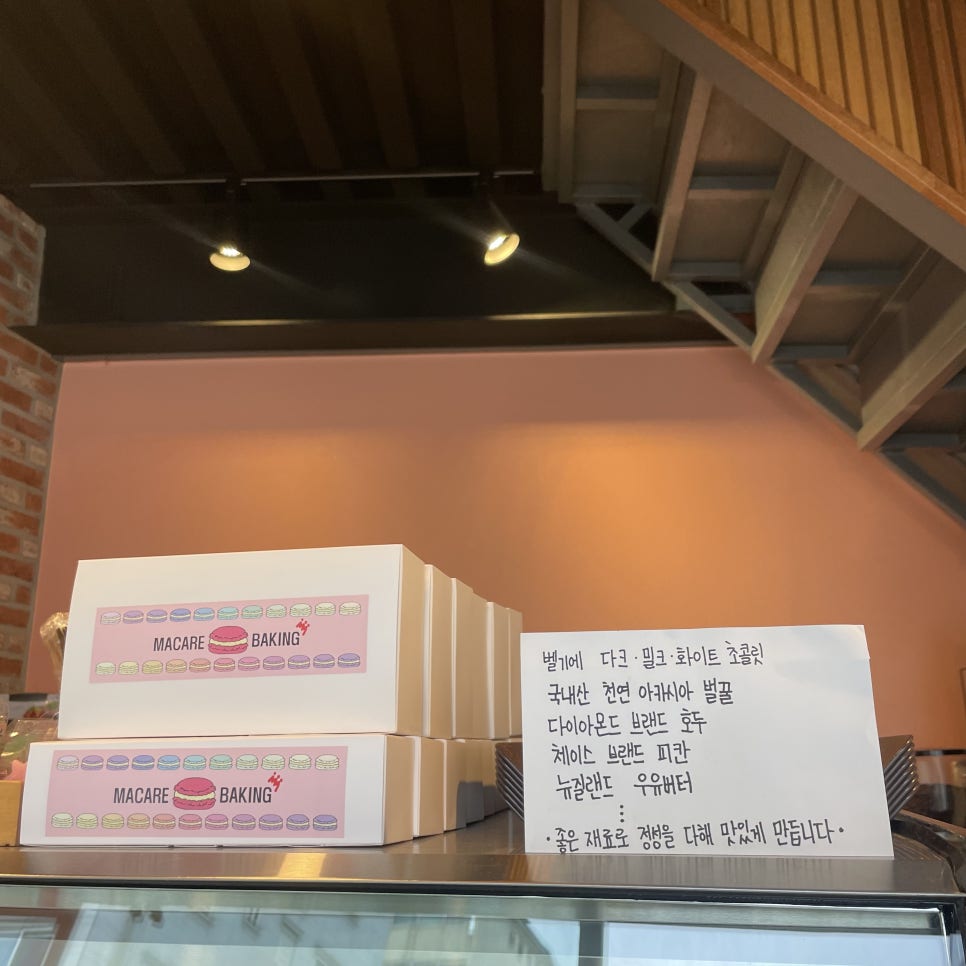 MACARE BAKING
MACARE BAKING
벨기에 다크·밀크·화이트 초콜릿
국내산 천연 아카시아 벌꿀
다이아몬드 브랜드 호두
체이스 브랜드 피칸
뉴질랜드 우유버터
⋮
·좋은 재료로 정성을 다해 맛있게 만듭니다·